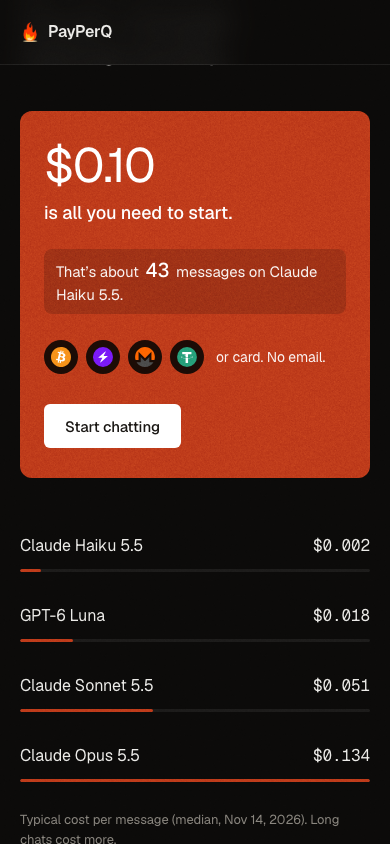 PayPerQ
$0.10
is all you need to start.
That's about 43 messages on Claude
Haiku 5.5.
or card. No email.
Start chatting
Claude Haiku 5.5 $0.002
GPT-6 Luna $0.018
Claude Sonnet 5.5 $0.051
Claude Opus 5.5 $0.134
Typical cost per message (median, Nov 14, 2026). Long
chats cost more.